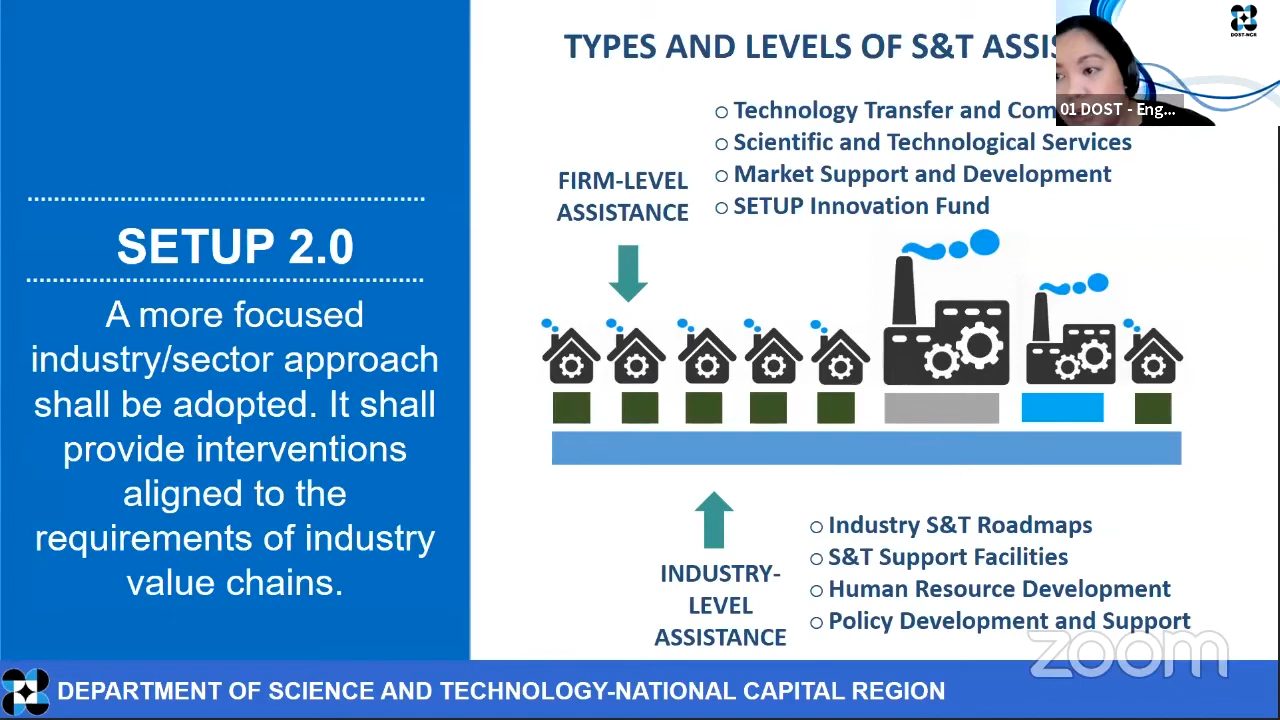 SETUP 2.0
A more focused
industry/sector approach
shall be adopted. It shall
provide interventions
aligned to the
requirements of industry
value chains.
TYPES AND LEVELS OF S&T
01 DOST - Eng...
DOST-NCR
FIRM-LEVEL
ASSISTANCE
○ Technology Transfer and
○ Scientific and Technological Services
○ Market Support and Development
○ SETUP Innovation Fund
INDUSTRY-
LEVEL
ASSISTANCE
○ Industry S&T Roadmaps
○ S&T Support Facilities
○ Human Resource Development
○ Policy Development and Support
zoom
DEPARTMENT OF SCIENCE AND TECHNOLOGY-NATIONAL CAPITAL REGION